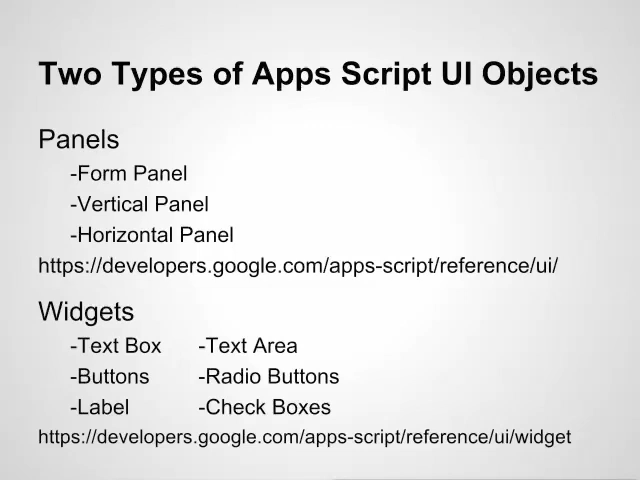 Two Types of Apps Script UI Objects
Panels
-Form Panel
-Vertical Panel
-Horizontal Panel
https://developers.google.com/apps-script/reference/ui/
Widgets
-Text Box -Text Area
-Buttons -Radio Buttons
-Label -Check Boxes
https://developers.google.com/apps-script/reference/ui/widget